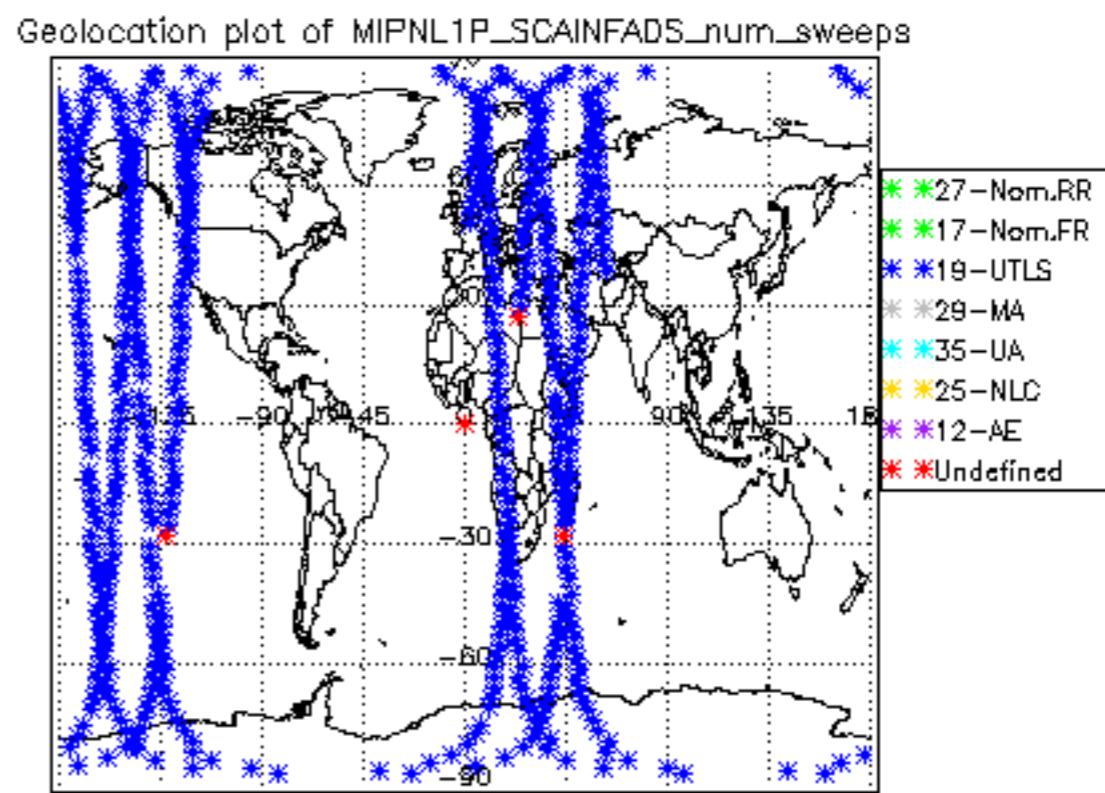 Geolocation plot of MIPNL1P_SCAINFADS_num_sweeps
27-Nom.RR
17-Nom.FR
19-UTLS
29-MA
35-UA
25-NLC
12-AE
Undefined
-90
-45
90
135
-30
-60
-90